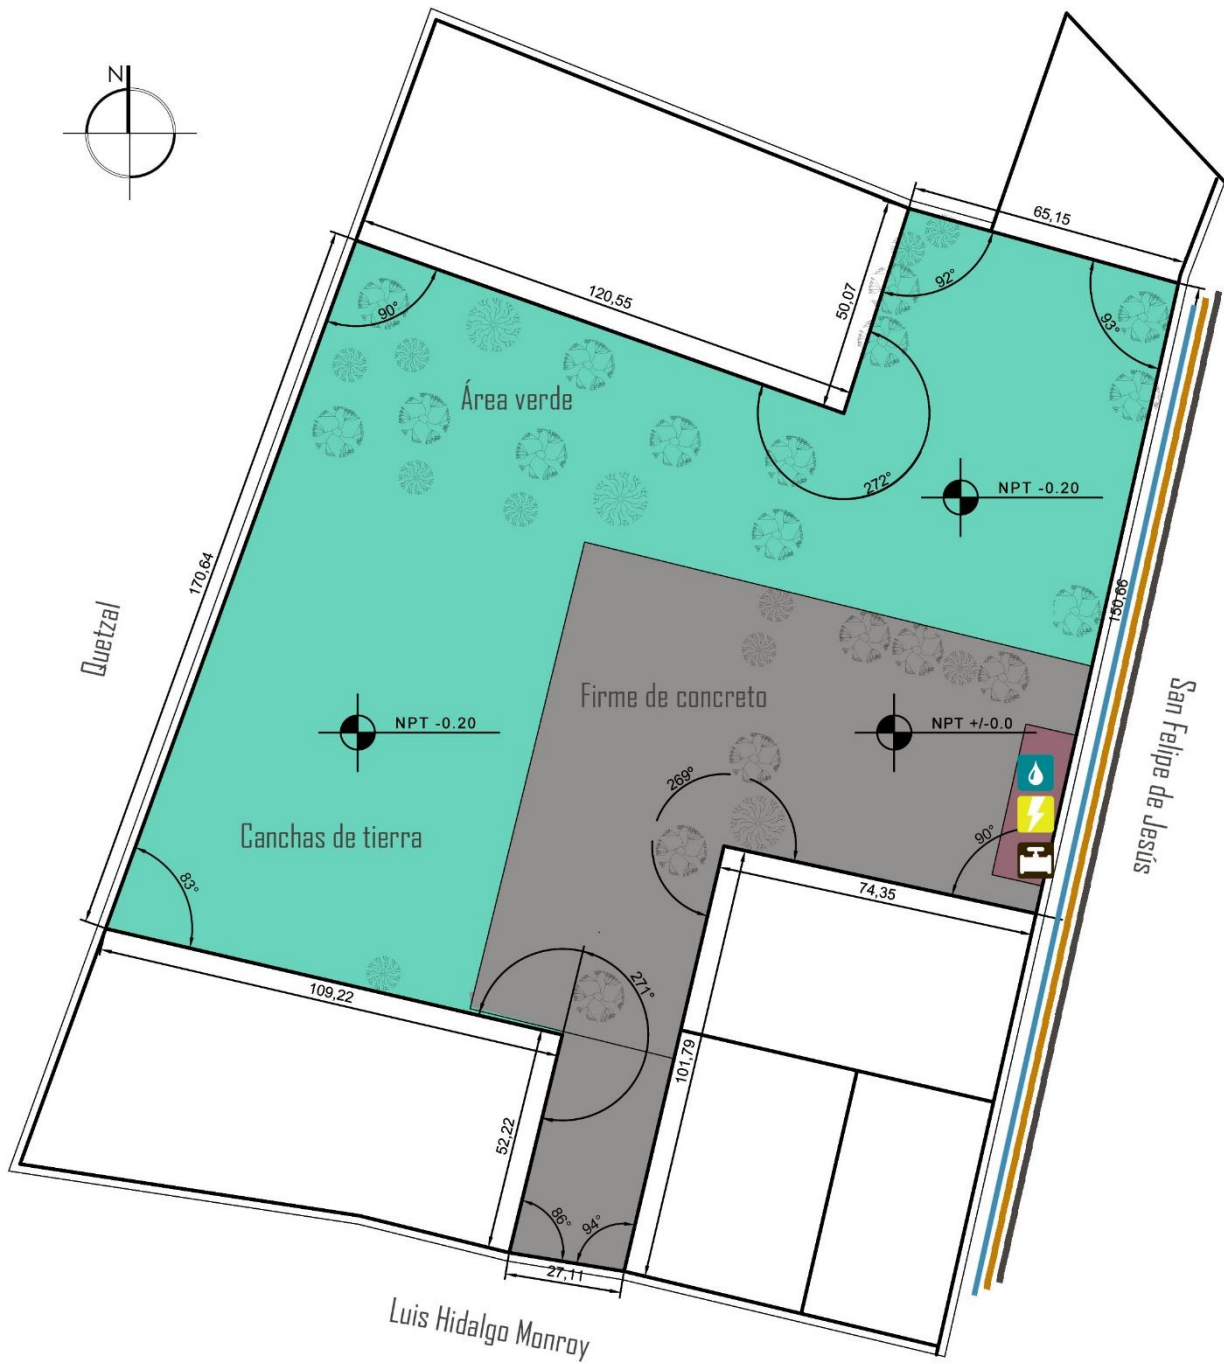 N
65,15
92°
93°
50,07
120,55
90°
Área verde
272°
NPT -0.20
170,64
150,66
Quetzal
Firme de concreto
San Felipe de Jesús
NPT -0.20
NPT +/-0.0
269°
Canchas de tierra
90°
83°
74,35
271°
109,22
101,79
52,22
86°
94°
27,11
Luis Hidalgo Monroy